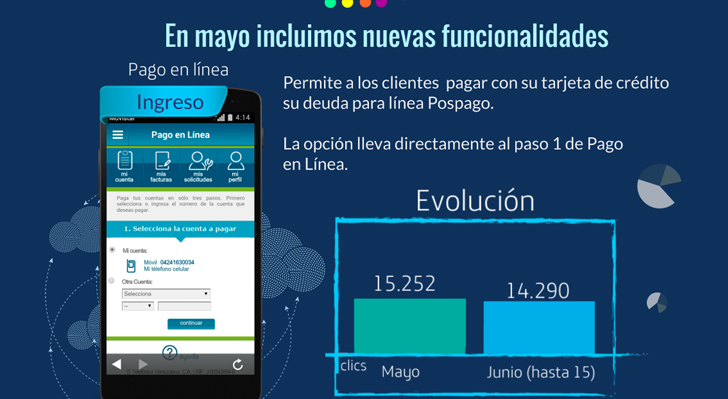 En mayo incluimos nuevas funcionalidades
Pago en línea
Ingreso
Movistar
4:14
Pago en Línea
mi cuenta
mis facturas
mis solicitudes
mi perfil
Paga tus cuentas en sólo tres pasos. Primero
selecciona o ingresa el número de la cuenta que
deseas pagar.
1. Selecciona la cuenta a pagar
Mi cuenta:
Móvil 04241630034
Mi teléfono celular
Otra Cuenta:
Selecciona
--
continuar
?
ayuda
Permite a los clientes pagar con su tarjeta de crédito
su deuda para línea Pospago.
La opción lleva directamente al paso 1 de Pago
en Línea.
Evolución
15.252
14.290
clics
Mayo
Junio (hasta 15)